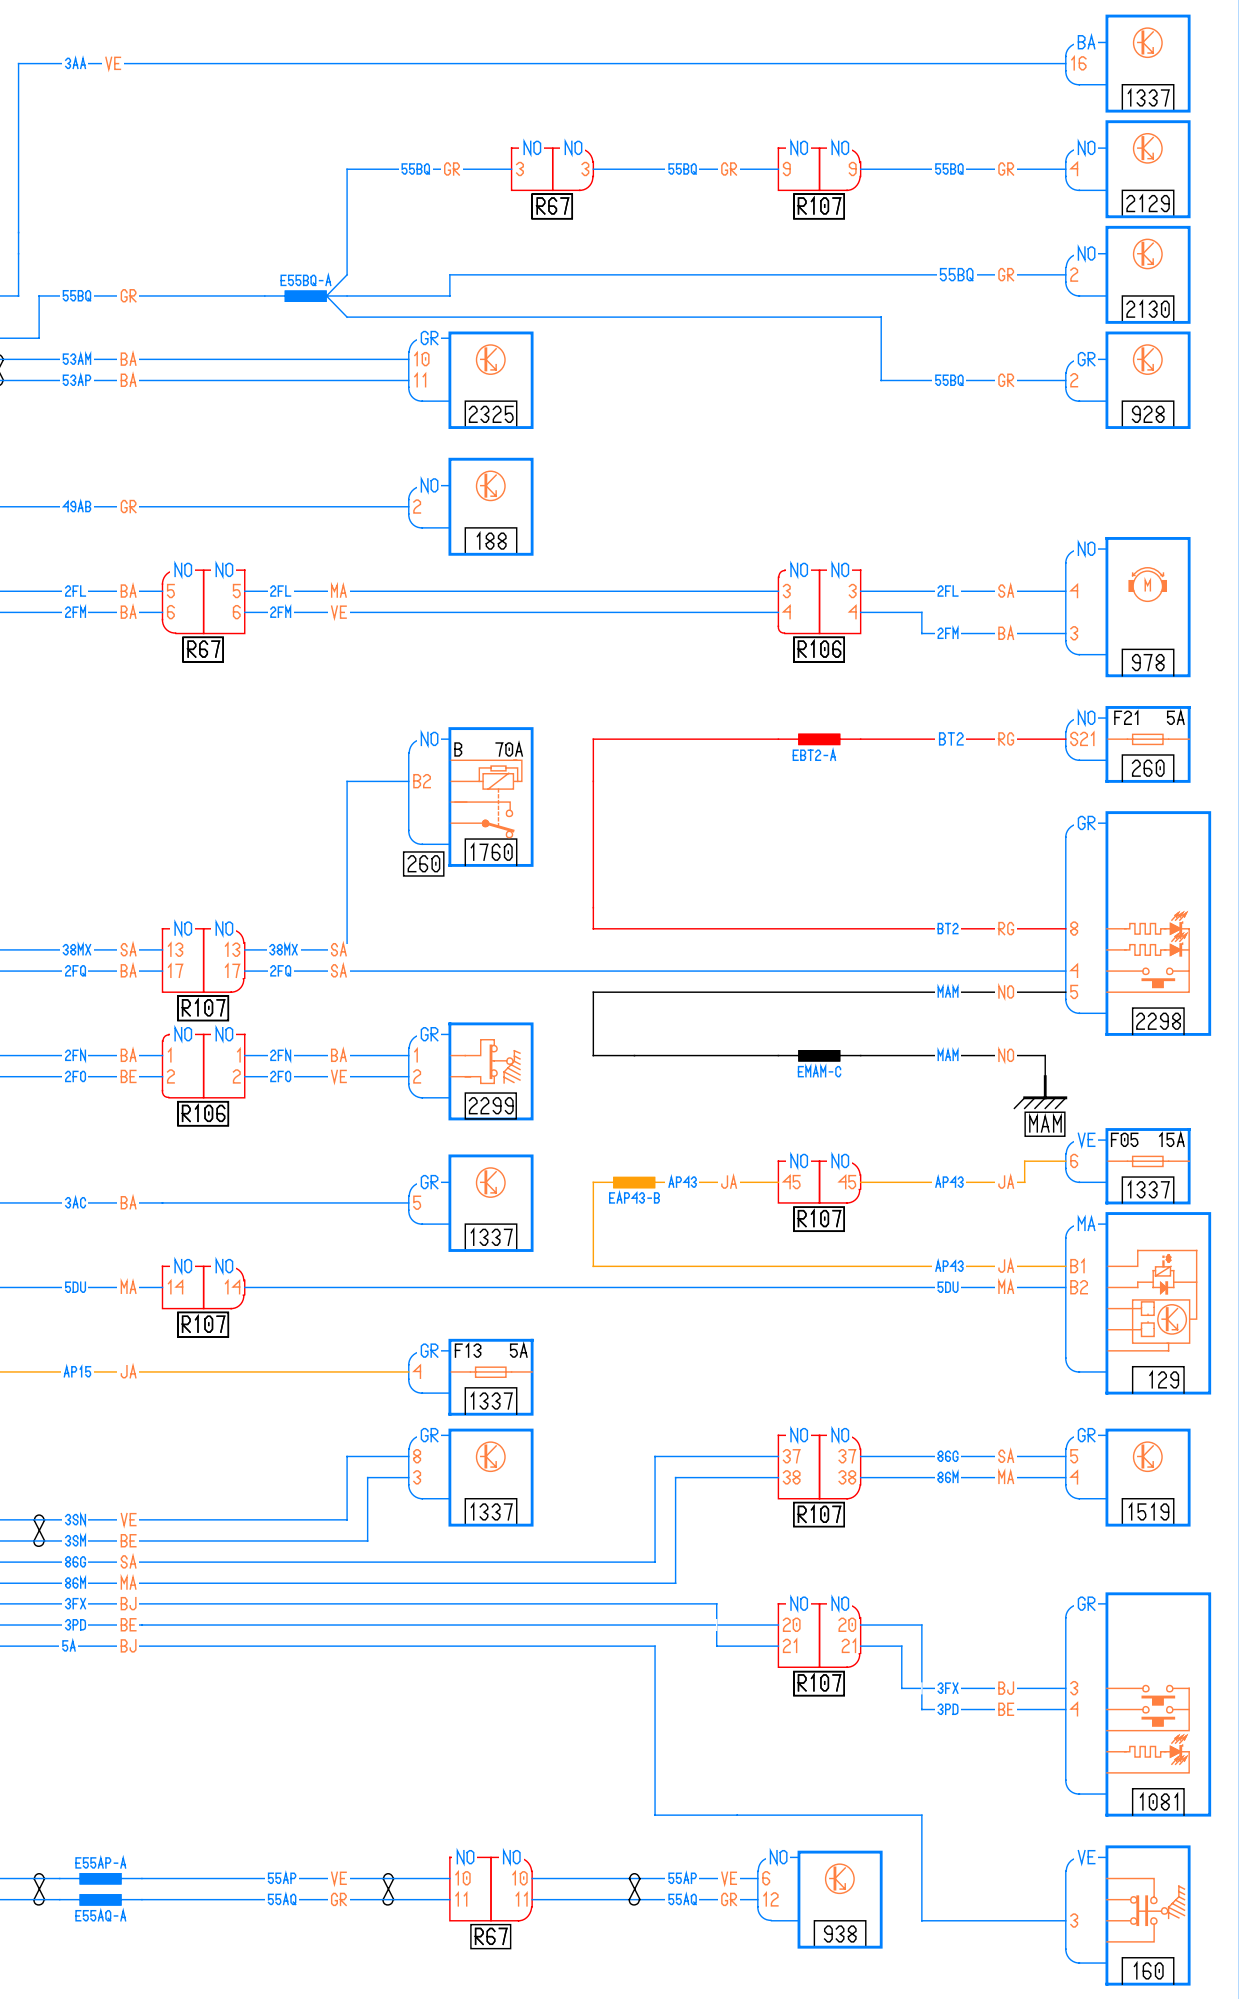 BA
3AA VE 16
1337
NO NO NO NO NO
55BQ GR 3 3 55BQ GR 9 9 55BQ GR 4
R67 R107 2129
NO
E55BQ-A 55BQ GR 2
55BQ GR 2130
GR
53AM BA 10 GR
53AP BA 11 55BQ GR 2
2325 928
NO
49AB GR 2
188
NO
NO NO NO NO
2FL BA 5 5 2FL MA 3 3 2FL SA 4 M
2FM BA 6 6 2FM VE 4 4
2FM BA 3
R67 R106 978
NO F21 5A
NO B 70A EBT2-A BT2 RG S21
260
B2
GR
260 1760
NO NO BT2 RG 8
38MX SA 13 13 38MX SA
2FQ BA 17 17 2FQ SA 4
MAM NO 5
R107 2298
NO NO GR
2FN BA 1 1 2FN BA 1 MAM NO
2FO BE 2 2 2FO VE 2 EMAM-C
R106 2299 MAM
VE F05 15A
NO NO 6
GR EAP43-B AP43 JA 45 45 AP43 JA 1337
3AC BA 5 R107
1337 MA
NO NO AP43 JA B1
5DU MA 14 14 5DU MA B2
R107
GR F13 5A
AP15 JA 4 129
1337
GR NO NO GR
8 37 37 86G SA 5
3 38 38 86M MA 4
1337 R107 1519
3SN VE
3SM BE
86G SA
86M MA
3FX BJ NO NO GR
3PD BE 20 20
5A BJ 21 21
R107 3FX BJ 3
3PD BE 4
1081
E55AP-A NO NO NO VE
55AP VE 10 10 55AP VE 6
55AQ GR 11 11 55AQ GR 12
E55AQ-A 3
R67 938
160